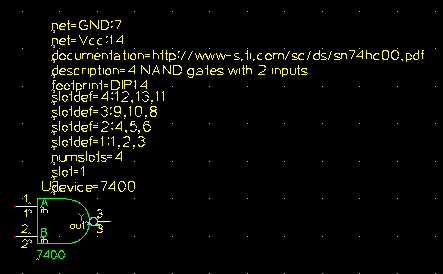 net=GND:7
net=Vcc:14
documentation=http://www-s.ti.com/sc/ds/sn74hc00.pdf
description=4 NAND gates with 2 inputs
footprint=DIP14
slotdef=4:12,13,11
slotdef=3:9,10,8
slotdef=2:4,5,6
slotdef=1:1,2,3
numslots=4
slot=1
Udevice=7400
1 A
1 in
Y 3
out 3
2 B
2 in
7400